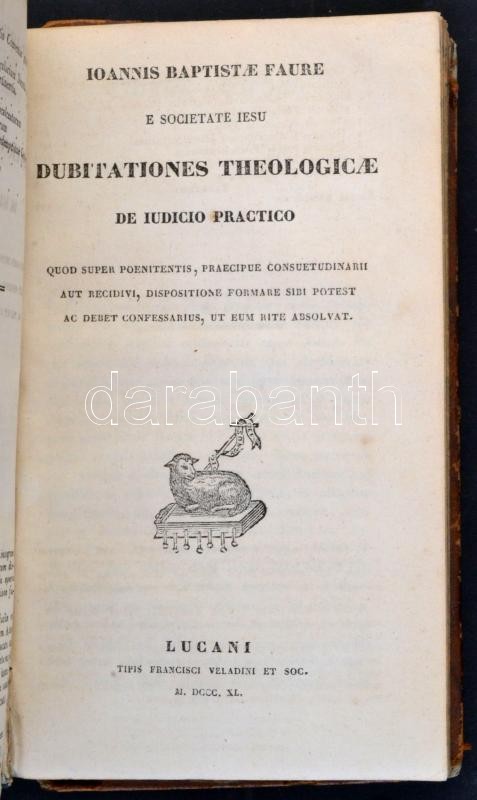 IOANNIS BAPTISTÆ FAURE
E SOCIETATE IESU
DUBITATIONES THEOLOGICÆ
DE IUDICIO PRACTICO
QUOD SUPER POENITENTIS, PRAECIPUE CONSUETUDINARII
AUT RECIDIVI, DISPOSITIONE FORMARE SIBI POTEST
AC DEBET CONFESSARIUS, UT EUM RITE ABSOLVAT.
darabanth
LUCANI
TIPIS FRANCISCI VELADINI ET SOC.
M. DCCC. XL.